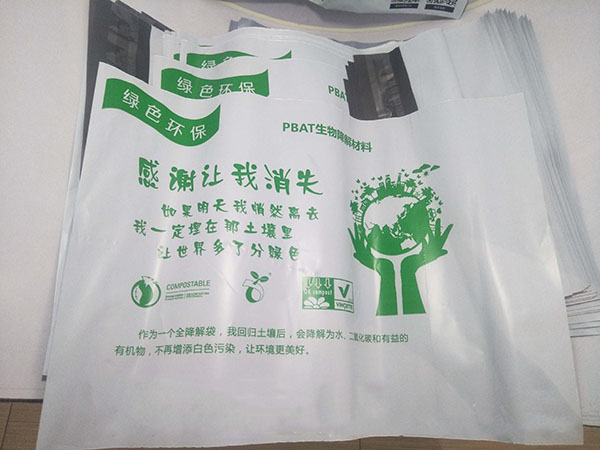 绿色环保
PBAT
绿色环保
PBAT生物降解材料
感谢让我消失
如果明天我悄然离去
我一定埋在那土壤里
让世界多了分绿色
COMPOSTABLE
OK compost
VINÇOTTE
作为一个全降解袋，我回归土壤后，会降解为水、二氧化碳和有益的
有机物，不再增添白色污染，让环境更美好。